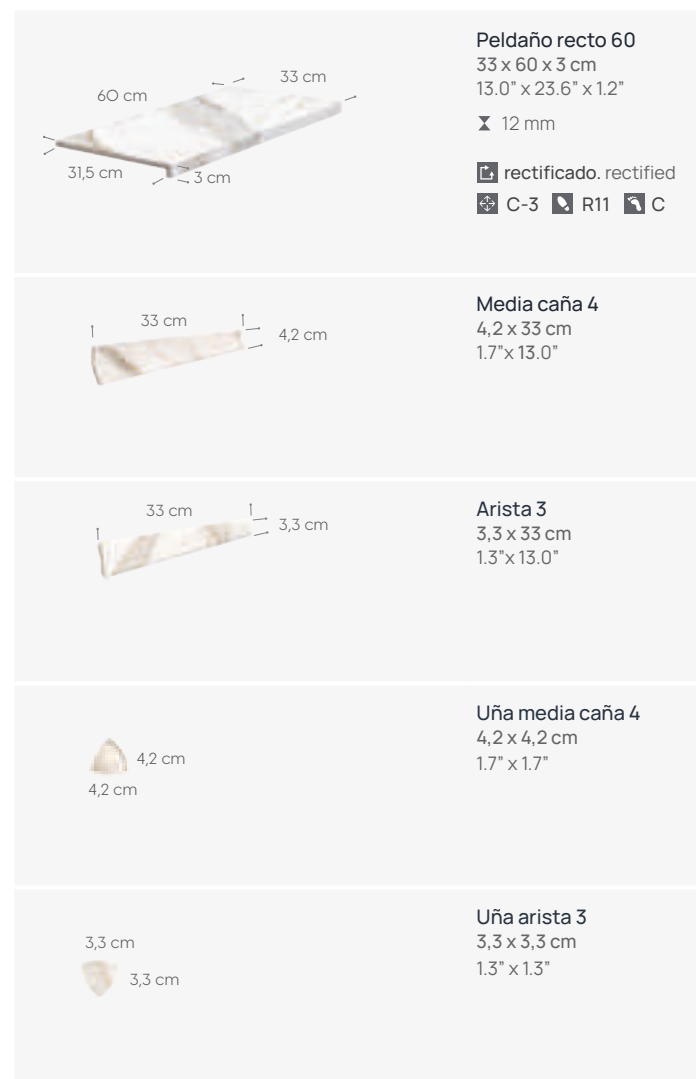 33 cm
60 cm
31,5 cm
3 cm
Peldaño recto 60
33 x 60 x 3 cm
13.0” x 23.6” x 1.2”
12 mm
rectificado. rectified
C-3 R11 C
33 cm
4,2 cm
Media caña 4
4,2 x 33 cm
1.7”x 13.0”
33 cm
3,3 cm
Arista 3
3,3 x 33 cm
1.3”x 13.0”
4,2 cm
4,2 cm
Uña media caña 4
4,2 x 4,2 cm
1.7” x 1.7”
3,3 cm
3,3 cm
Uña arista 3
3,3 x 3,3 cm
1.3” x 1.3”